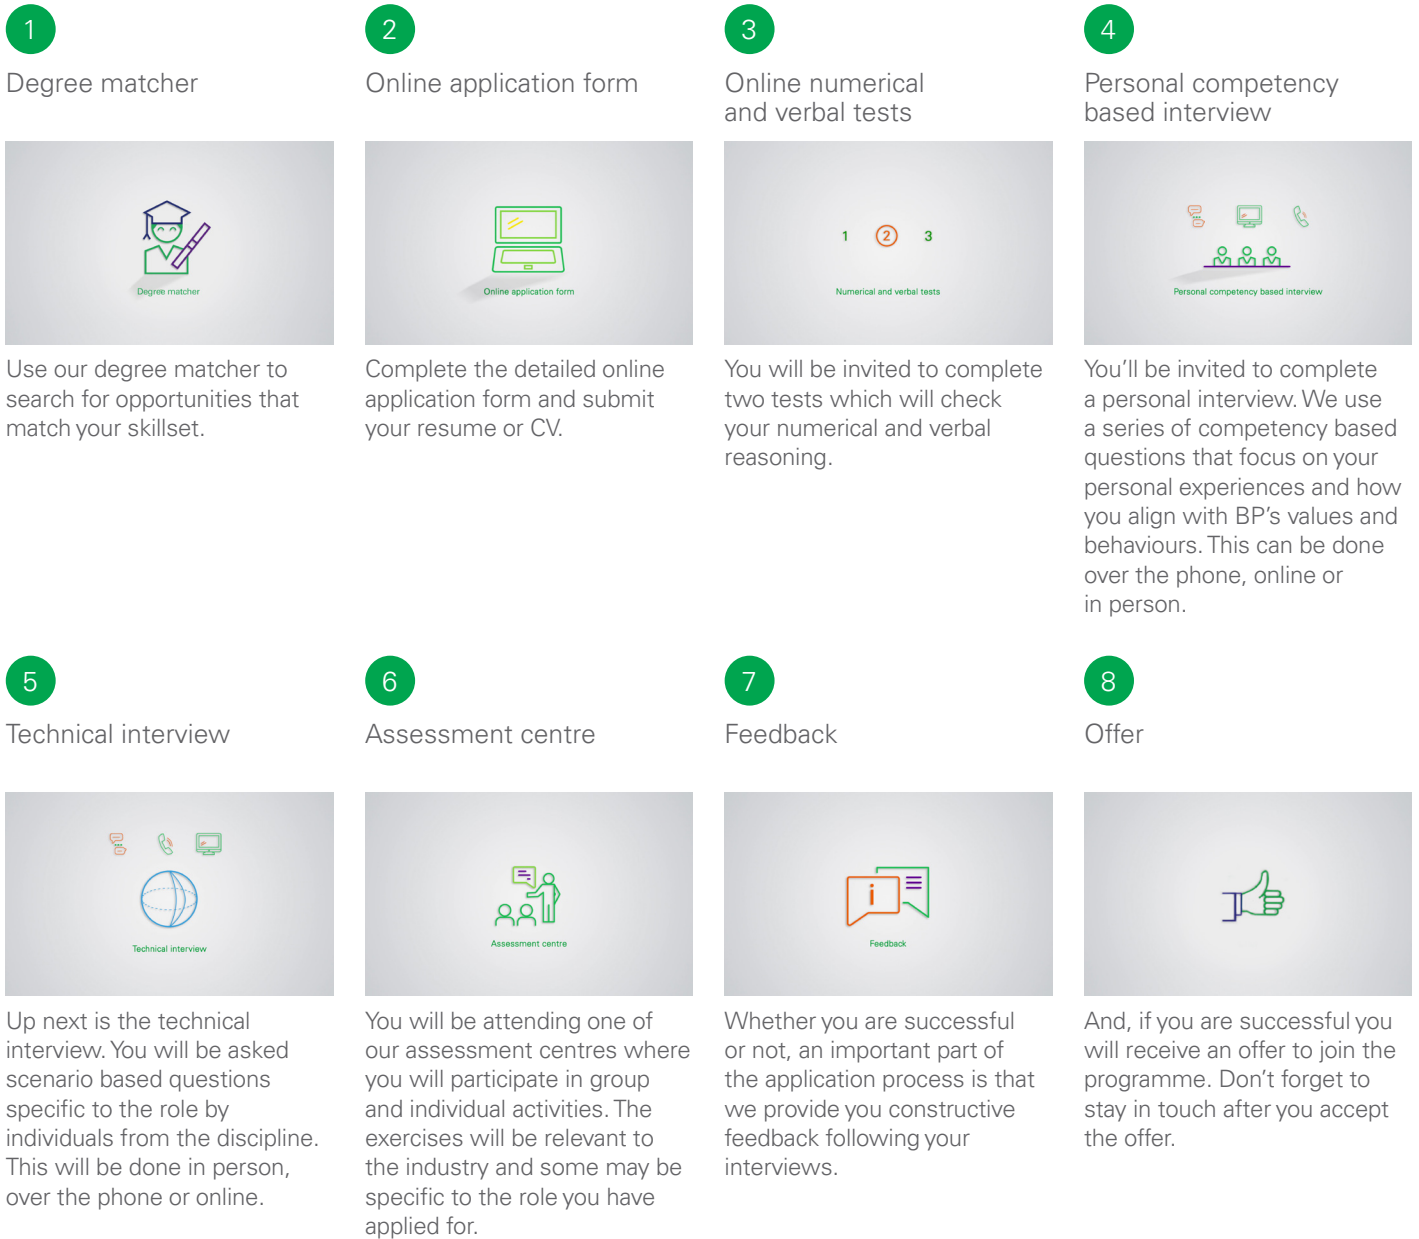 1
Degree matcher
Degree matcher
Use our degree matcher to
search for opportunities that
match your skillset.
2
Online application form
Online application form
Complete the detailed online
application form and submit
your resume or CV.
3
Online numerical
and verbal tests
1 2 3
Numerical and verbal tests
You will be invited to complete
two tests which will check
your numerical and verbal
reasoning.
4
Personal competency
based interview
Personal competency based interview
You'll be invited to complete
a personal interview. We use
a series of competency based
questions that focus on your
personal experiences and how
you align with BP's values and
behaviours. This can be done
over the phone, online or
in person.
5
Technical interview
Technical interview
Up next is the technical
interview. You will be asked
scenario based questions
specific to the role by
individuals from the discipline.
This will be done in person,
over the phone or online.
6
Assessment centre
Assessment centre
You will be attending one of
our assessment centres where
you will participate in group
and individual activities. The
exercises will be relevant to
the industry and some may be
specific to the role you have
applied for.
7
Feedback
i
Feedback
Whether you are successful
or not, an important part of
the application process is that
we provide you constructive
feedback following your
interviews.
8
Offer
And, if you are successful you
will receive an offer to join the
programme. Don't forget to
stay in touch after you accept
the offer.